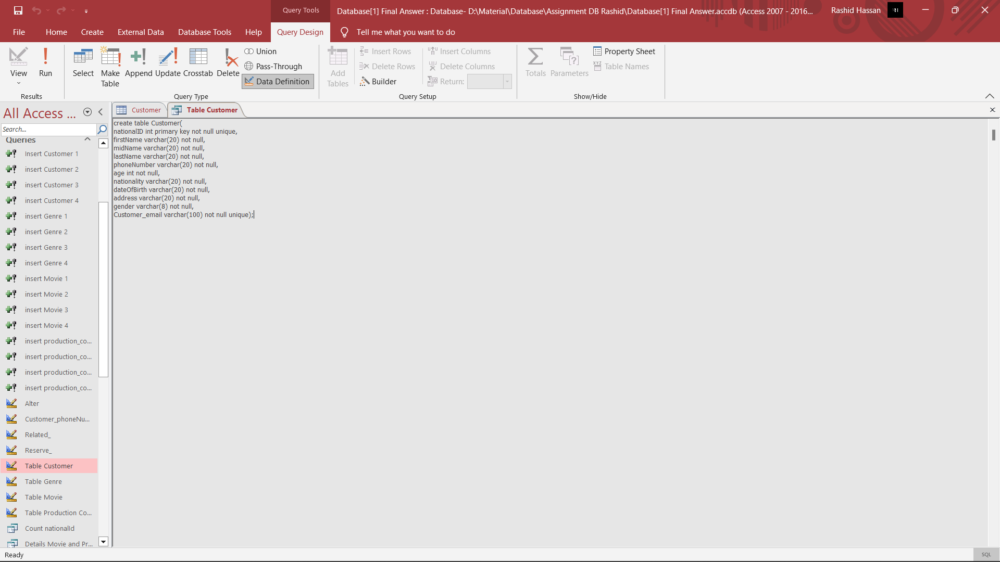 Query Tools
Database[1] Final Answer : Database- D:\Material\Database\Assignment DB Rashid\Database[1] Final Answer.accdb (Access 2007 - 2016...
Rashid Hassan
File Home Create External Data Database Tools Help Query Design Tell me what you want to do
View
Run
Select
Make
Table
Append
Update
Crosstab
Delete
Union
Pass-Through
Data Definition
Add
Tables
Insert Rows
Delete Rows
Builder
Insert Columns
Delete Columns
Return:
Totals
Parameters
Property Sheet
Table Names
Results
Query Type
Query Setup
Show/Hide
All Access ...
Search...
Queries
Insert Customer 1
insert Customer 2
insert Customer 3
insert Customer 4
insert Genre 1
insert Genre 2
insert Genre 3
insert Genre 4
insert Movie 1
insert Movie 2
insert Movie 3
insert Movie 4
insert production_co...
insert production_co...
insert production_co...
insert production_co...
Alter
Customer_phoneNu...
Related_
Reserve_
Table Customer
Table Genre
Table Movie
Table Production Co...
Count nationalId
Details Movie and Pr...
Customer
Table Customer
create table Customer(
nationalID int primary key not null unique,
firstName varchar(20) not null,
midName varchar(20) not null,
lastName varchar(20) not null,
phoneNumber varchar(20) not null,
age int not null,
nationality varchar(20) not null,
dateOfBirth varchar(20) not null,
address varchar(20) not null,
gender varchar(8) not null,
Customer_email varchar(100) not null unique);
Ready
SQL